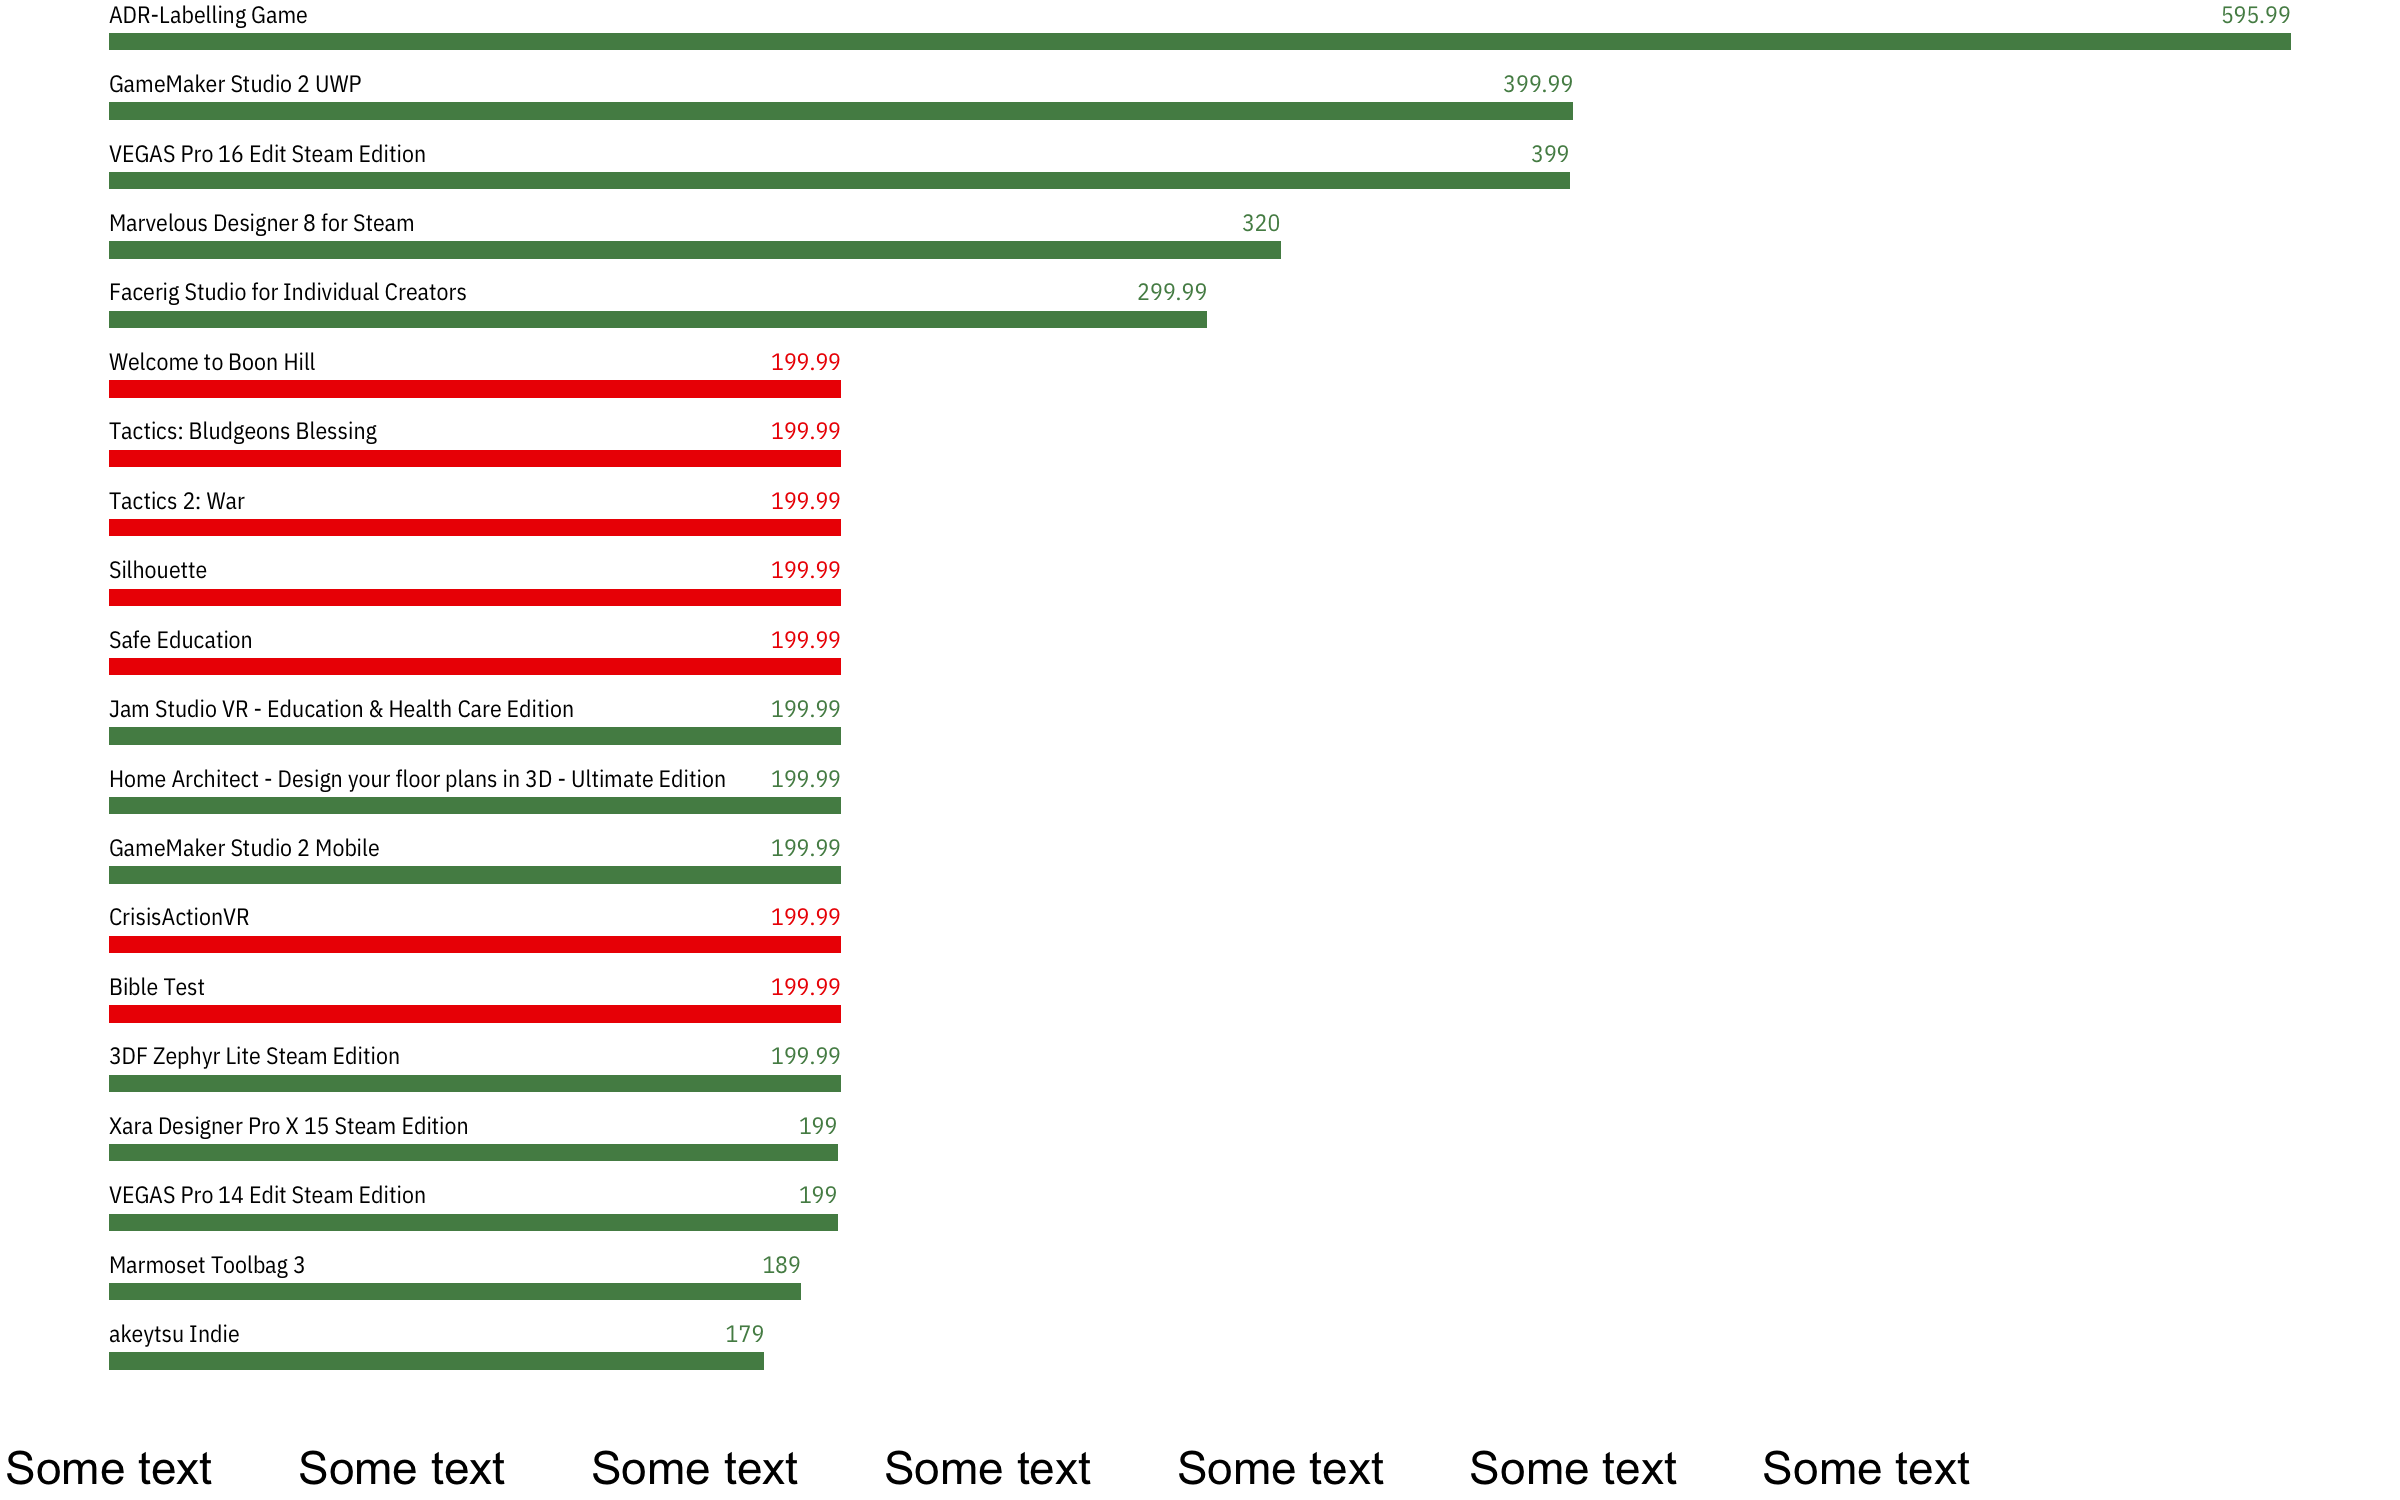 ADR-Labelling Game 595.99
GameMaker Studio 2 UWP 399.99
VEGAS Pro 16 Edit Steam Edition 399
Marvelous Designer 8 for Steam 320
Facerig Studio for Individual Creators 299.99
Welcome to Boon Hill 199.99
Tactics: Bludgeons Blessing 199.99
Tactics 2: War 199.99
Silhouette 199.99
Safe Education 199.99
Jam Studio VR - Education & Health Care Edition 199.99
Home Architect - Design your floor plans in 3D - Ultimate Edition 199.99
GameMaker Studio 2 Mobile 199.99
CrisisActionVR 199.99
Bible Test 199.99
3DF Zephyr Lite Steam Edition 199.99
Xara Designer Pro X 15 Steam Edition 199
VEGAS Pro 14 Edit Steam Edition 199
Marmoset Toolbag 3 189
akeytsu Indie 179
Some text Some text Some text Some text Some text Some text Some text